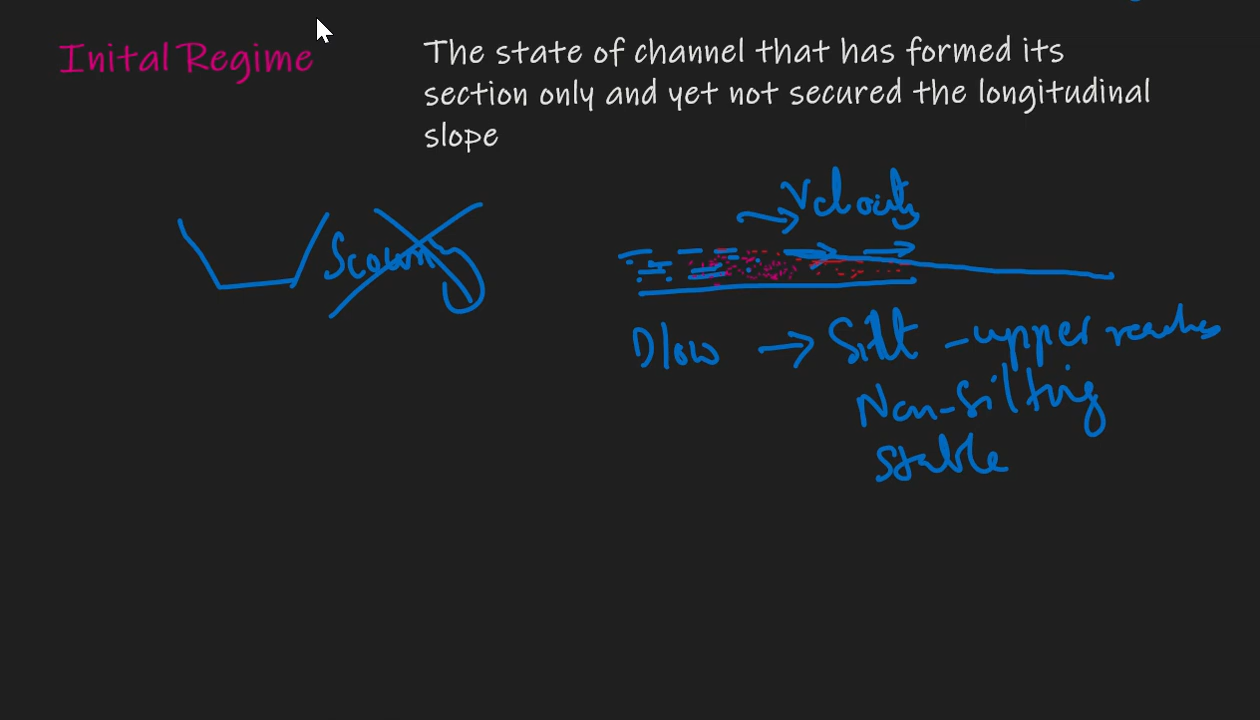 Inital Regime
The state of channel that has formed its
section only and yet not secured the longitudinal
slope
Velocity
Scouring
Dlow → Silt - upper reaches
Non-Silting
Stable